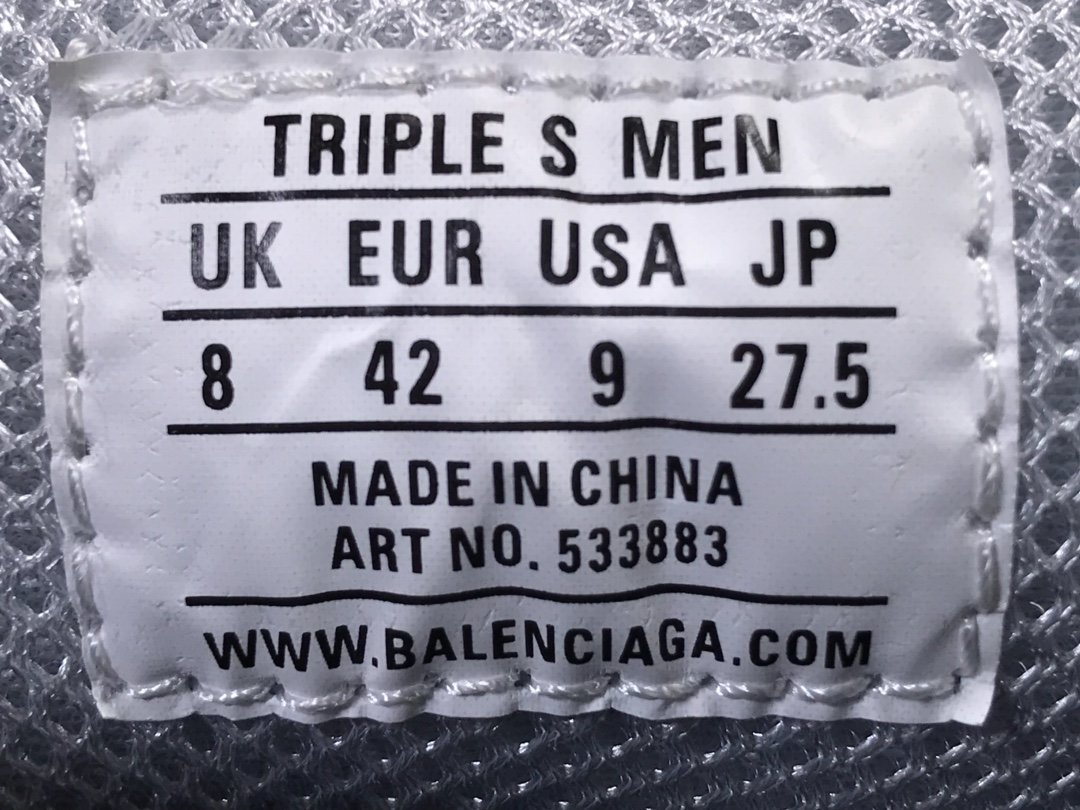 TRIPLE S MEN
UK EUR USA JP
8 42 9 27.5
MADE IN CHINA
ART NO. 533883
WWW.BALENCIAGA.COM